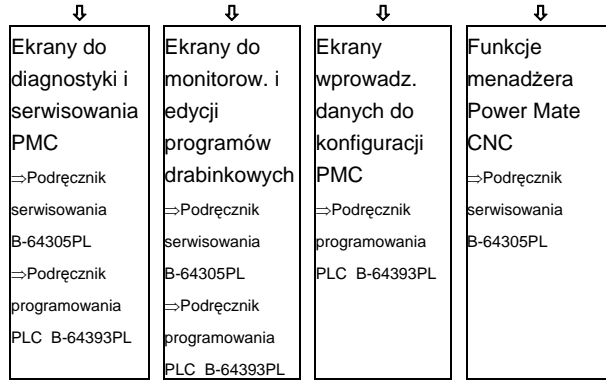 Ekrany do
diagnostyki i
serwisowania
PMC
⇒Podręcznik
serwisowania
B-64305PL
⇒Podręcznik
programowania
PLC B-64393PL
Ekrany do
monitorow. i
edycji
programów
drabinkowych
⇒Podręcznik
serwisowania
B-64305PL
⇒Podręcznik
programowania
PLC B-64393PL
Ekrany
wprowadz.
danych do
konfiguracji
PMC
⇒Podręcznik
programowania
PLC B-64393PL
Funkcje
menadżera
Power Mate
CNC
⇒Podręcznik
serwisowania
B-64305PL